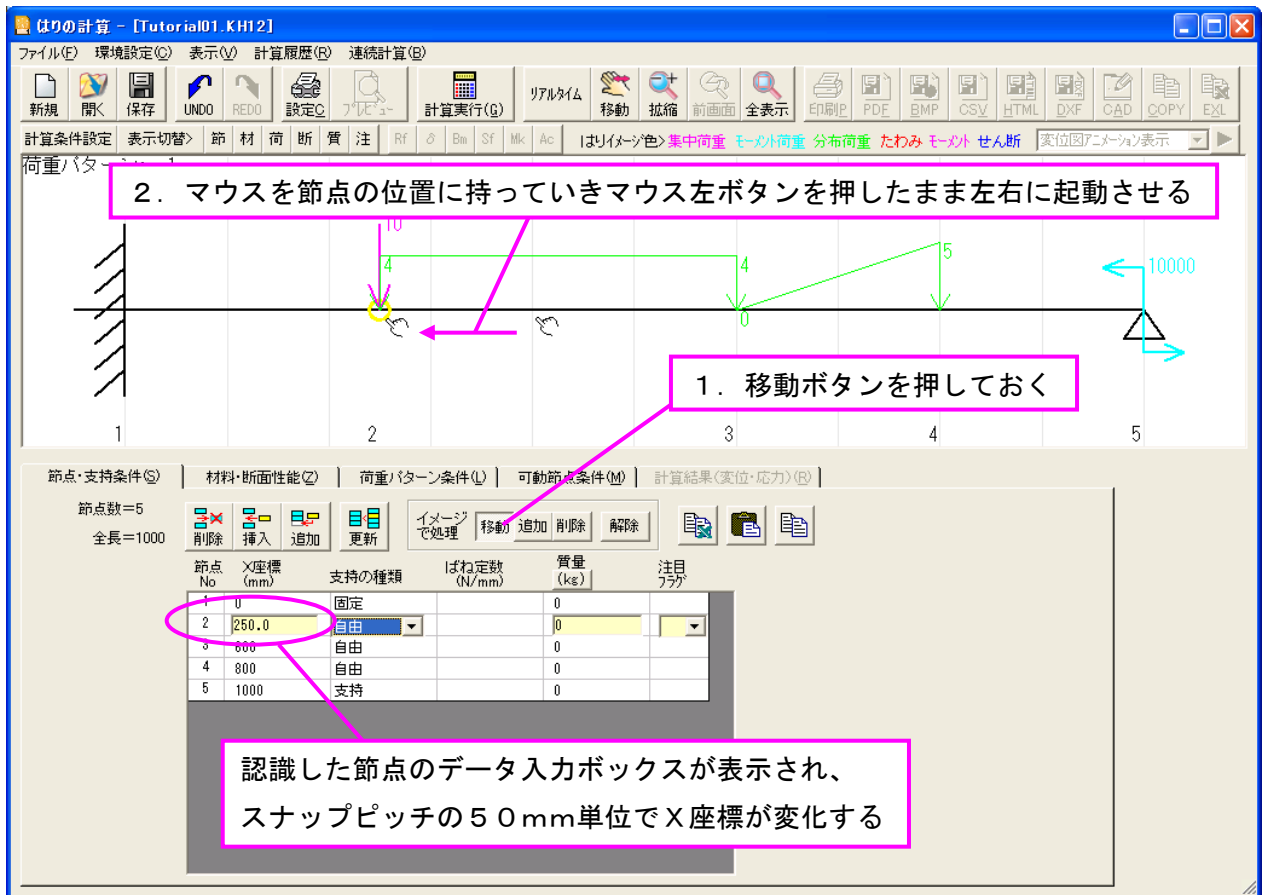 はりの計算 - [Tutorial01.KH12]
ファイル(F) 環境設定(C) 表示(V) 計算履歴(R) 連続計算(B)
新規 開く 保存 UNDO REDO 設定C プレビュー 計算実行(G) リアルタイム 移動 拡縮 前画面 全表示 印刷P PDF BMP CSV HTML DXF CAD COPY EXL
計算条件設定 表示切替> 節 材 荷 断 質 注 Rf δ Bm Sf Mk Ac はりイメージ色>集中荷重 モーメント荷重 分布荷重 たわみ モーメント せん断 変位図アニメーション表示
荷重パターン
2. マウスを節点の位置に持っていきマウス左ボタンを押したまま左右に起動させる
10
4 4 5 10000
0
1. 移動ボタンを押しておく
1 2 3 4 5
節点・支持条件(S) 材料・断面性能(Z) 荷重パターン条件(L) 可動節点条件(M) 計算結果(変位・応力)(R)
節点数=5
全長=1000
削除 挿入 追加 更新 イメージで処理 移動 追加 削除 解除
節点No X座標(mm) 支持の種類 ばね定数(N/mm) 質量(kg) 注目フラグ
1 0 固定 0
2 250.0 自由 0
3 600 自由 0
4 800 自由 0
5 1000 支持 0
認識した節点のデータ入力ボックスが表示され、
スナップピッチの50mm単位でX座標が変化する